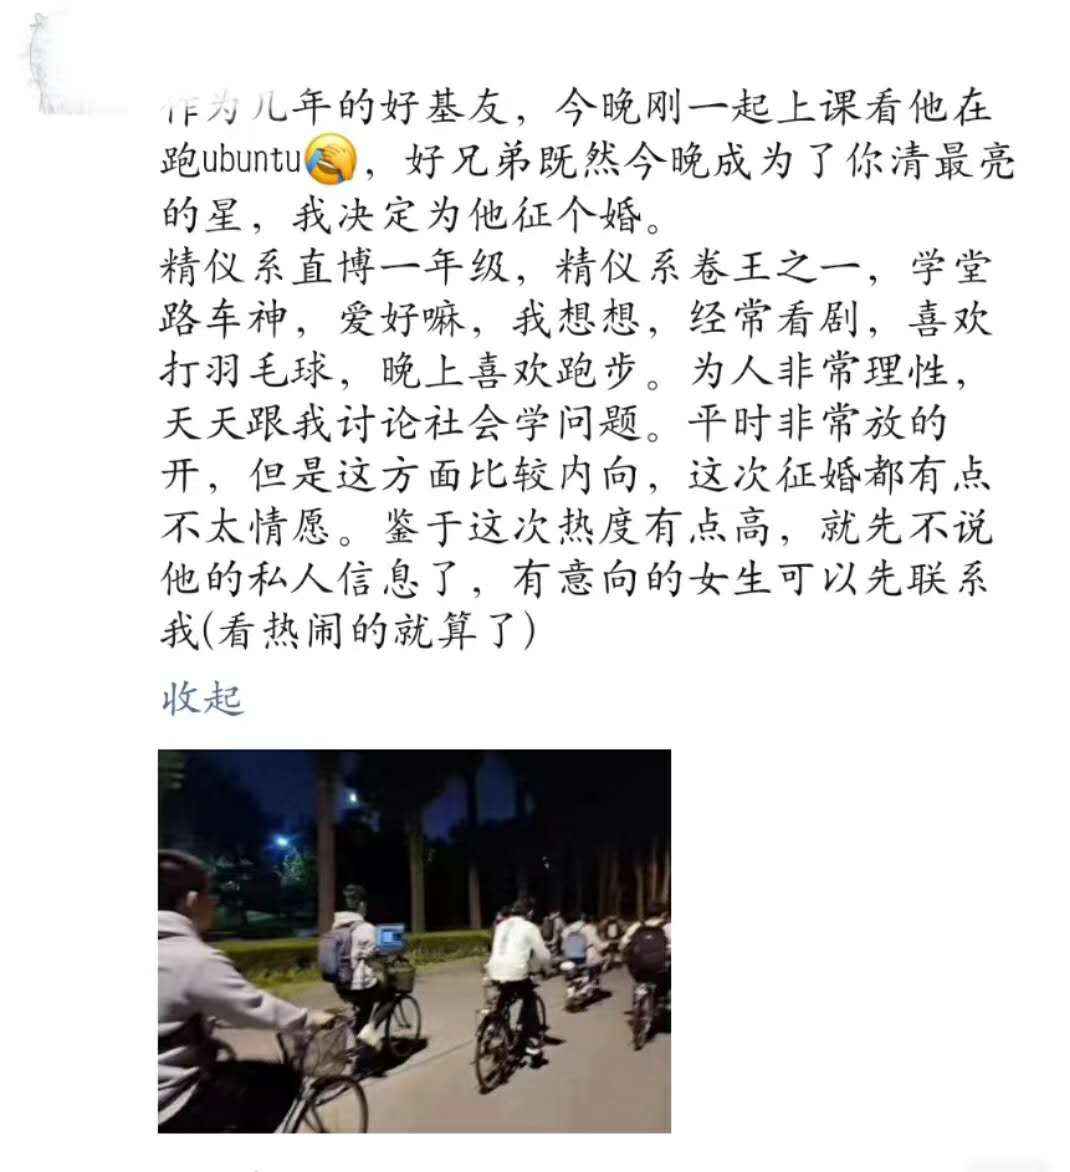 作为几年的好基友，今晚刚一起上课看他在
跑ubuntu🤦，好兄弟既然今晚成为了你清最亮
的星，我决定为他征个婚。
精仪系直博一年级，精仪系卷王之一，学堂
路车神，爱好嘛，我想想，经常看剧，喜欢
打羽毛球，晚上喜欢跑步。为人非常理性，
天天跟我讨论社会学问题。平时非常放的
开，但是这方面比较内向，这次征婚都有点
不太情愿。鉴于这次热度有点高，就先不说
他的私人信息了，有意向的女生可以先联系
我(看热闹的就算了)
收起